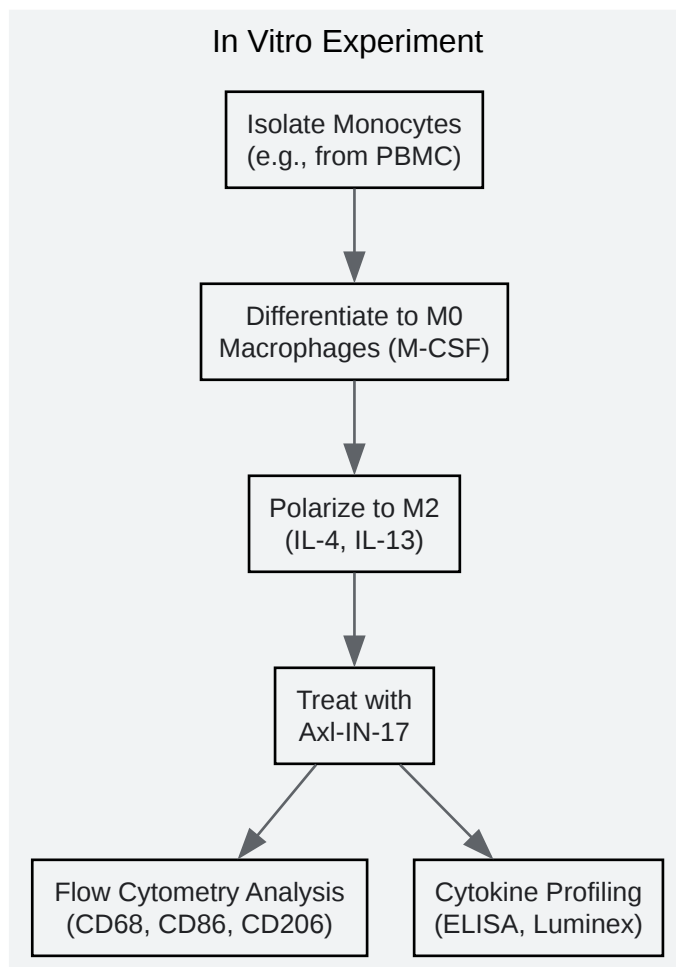 In Vitro Experiment
Isolate Monocytes
(e.g., from PBMC)
Differentiate to M0
Macrophages (M-CSF)
Polarize to M2
(IL-4, IL-13)
Treat with
Axl-IN-17
Flow Cytometry Analysis
(CD68, CD86, CD206)
Cytokine Profiling
(ELISA, Luminex)